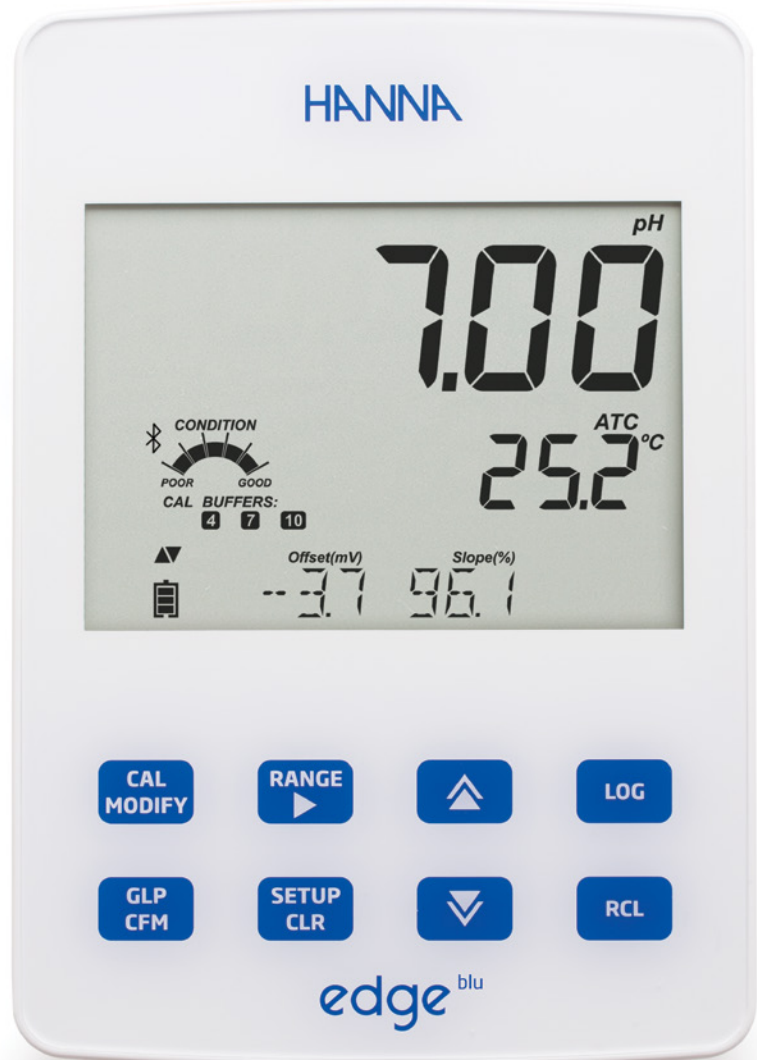 HANNA
pH
7.00
CONDITION
ATC
25.2 °C
POOR GOOD
CAL BUFFERS:
4 7 10
Offset(mV) Slope(%)
--3.7 96.1
CAL MODIFY
RANGE
LOG
GLP CFM
SETUP CLR
RCL
edge blu